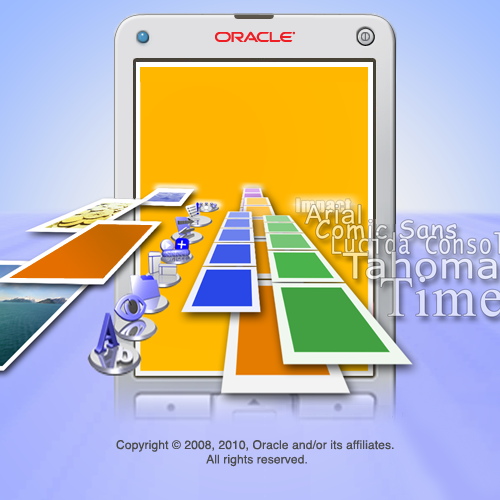 ORACLE
Impact
Arial
Comic Sans
Lucida Conso
Tahoma
Time
Copyright © 2008, 2010, Oracle and/or its affiliates.
All rights reserved.